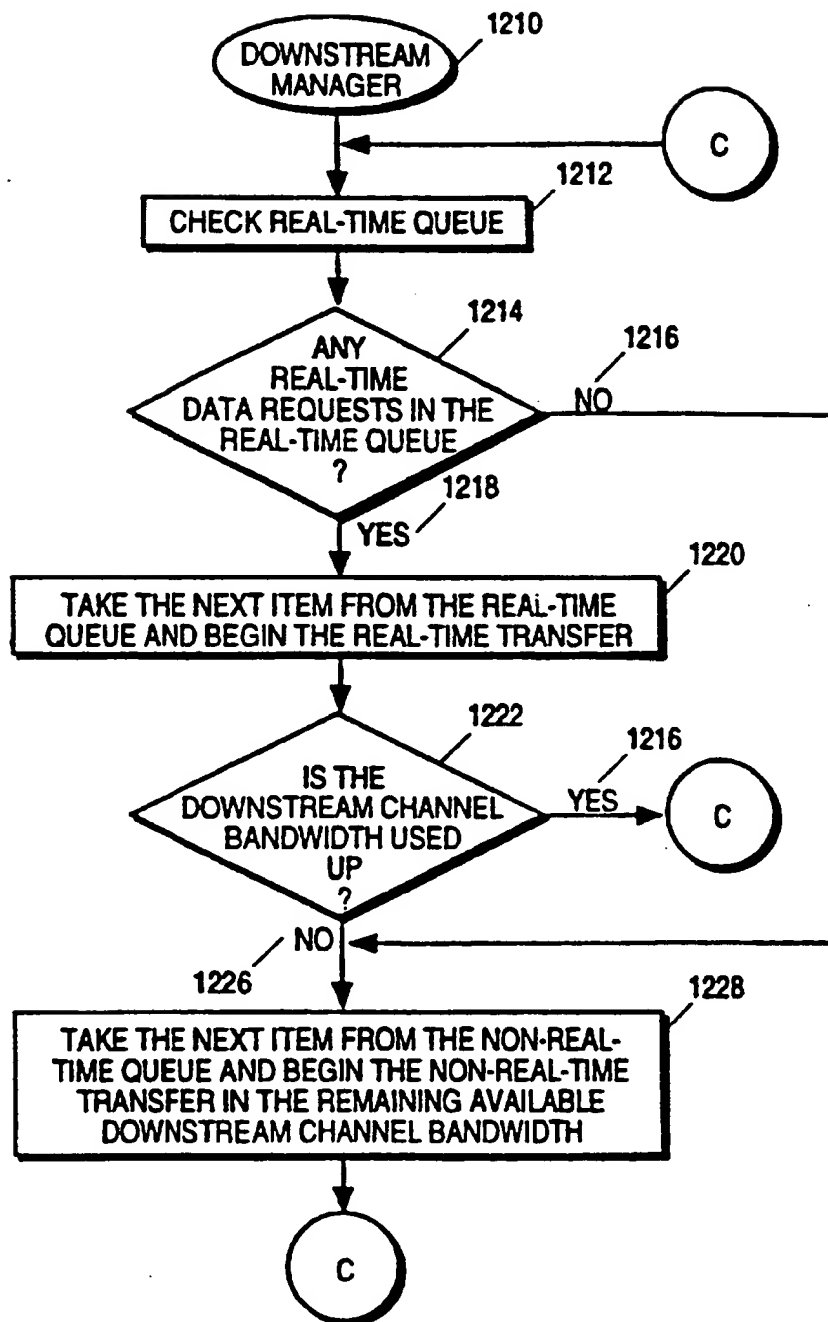 1210
DOWNSTREAM
MANAGER
C
1212
CHECK REAL-TIME QUEUE
1214
ANY
REAL-TIME
DATA REQUESTS IN THE
REAL-TIME QUEUE
?
1216
NO
1218
YES
1220
TAKE THE NEXT ITEM FROM THE REAL-TIME
QUEUE AND BEGIN THE REAL-TIME TRANSFER
1222
IS THE
DOWNSTREAM CHANNEL
BANDWIDTH USED
UP
?
1216
YES
C
NO
1226
1228
TAKE THE NEXT ITEM FROM THE NON-REAL-
TIME QUEUE AND BEGIN THE NON-REAL-TIME
TRANSFER IN THE REMAINING AVAILABLE
DOWNSTREAM CHANNEL BANDWIDTH
C